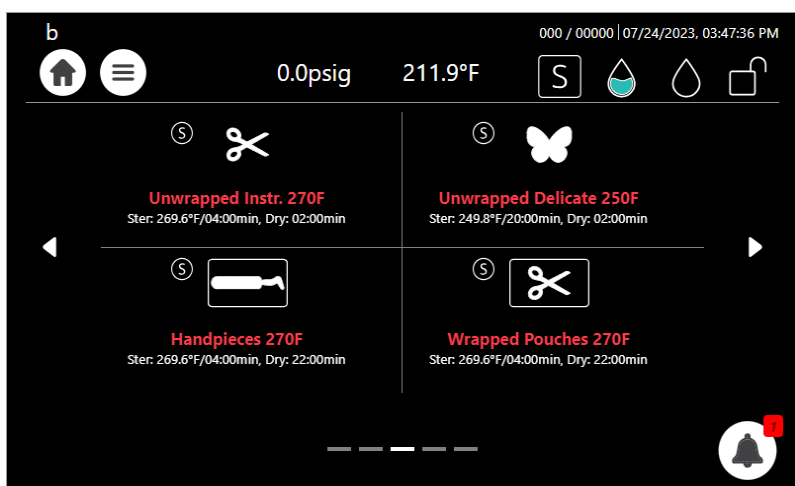 b
000 / 00000 07/24/2023, 03:47:36 PM
0.0psig 211.9°F S
S S
Unwrapped Instr. 270F Unwrapped Delicate 250F
Ster: 269.6°F/04:00min, Dry: 02:00min Ster: 249.8°F/20:00min, Dry: 02:00min
S S
Handpieces 270F Wrapped Pouches 270F
Ster: 269.6°F/04:00min, Dry: 22:00min Ster: 269.6°F/04:00min, Dry: 22:00min
1